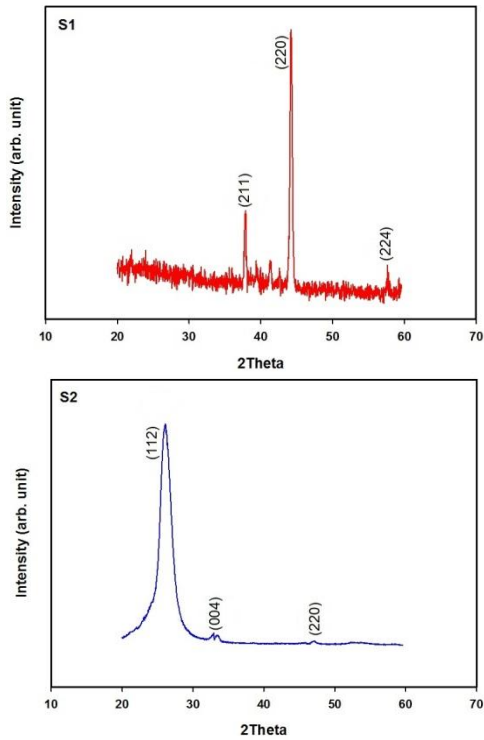 S1
Intensity (arb. unit)
(211)
(220)
(224)
10 20 30 40 50 60 70
2Theta
S2
Intensity (arb. unit)
(112)
(004)
(220)
10 20 30 40 50 60 70
2Theta